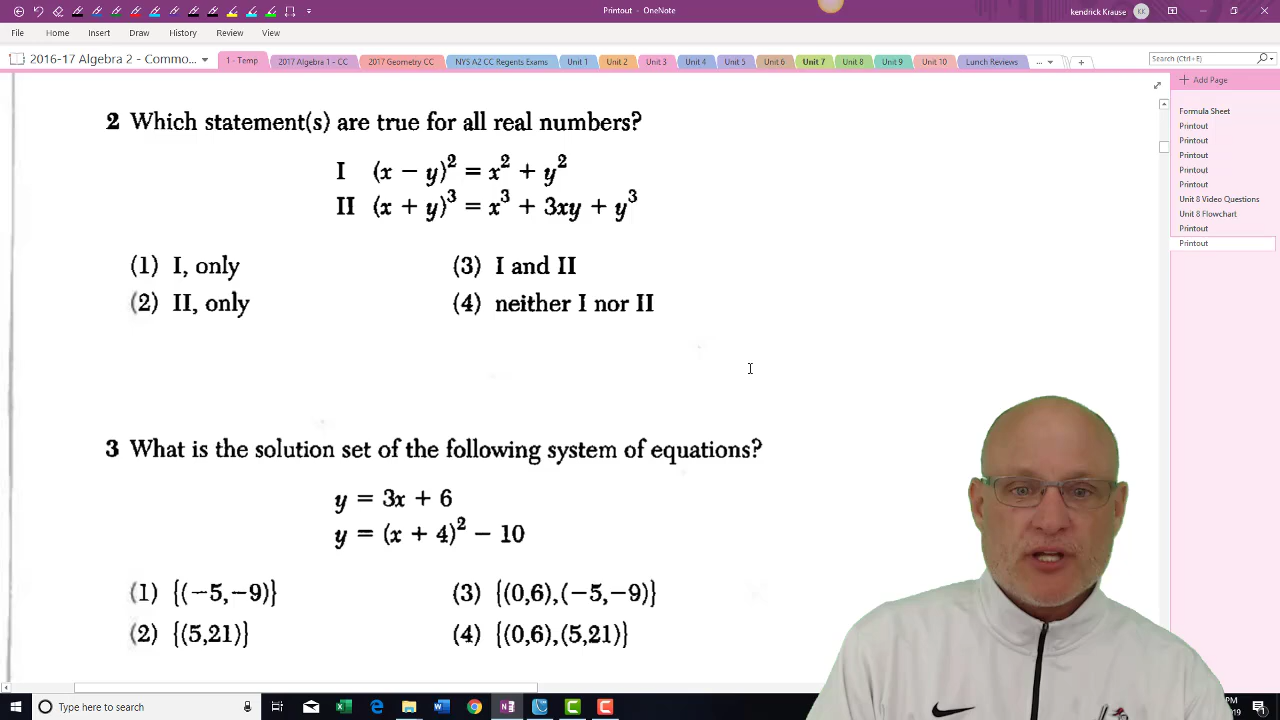 Printout - OneNote
kendrick Krause KK
File Home Insert Draw History Review View
2016-17 Algebra 2 - Commo... 1 - Temp 2017 Algebra 1 - CC 2017 Geometry CC NYS A2 CC Regents Exams Unit 1 Unit 2 Unit 3 Unit 4 Unit 5 Unit 6 Unit 7 Unit 8 Unit 9 Unit 10 Lunch Reviews ... Search (Ctrl+E)
Add Page
Formula Sheet
Printout
Printout
Printout
Printout
Printout
Unit 8 Video Questions
Unit 8 Flowchart
Printout
Printout
2 Which statement(s) are true for all real numbers?
I (x − y)² = x² + y²
II (x + y)³ = x³ + 3xy + y³
(1) I, only (3) I and II
(2) II, only (4) neither I nor II
3 What is the solution set of the following system of equations?
y = 3x + 6
y = (x + 4)² − 10
(1) {(−5,−9)} (3) {(0,6),(−5,−9)}
(2) {(5,21)} (4) {(0,6),(5,21)}
Type here to search